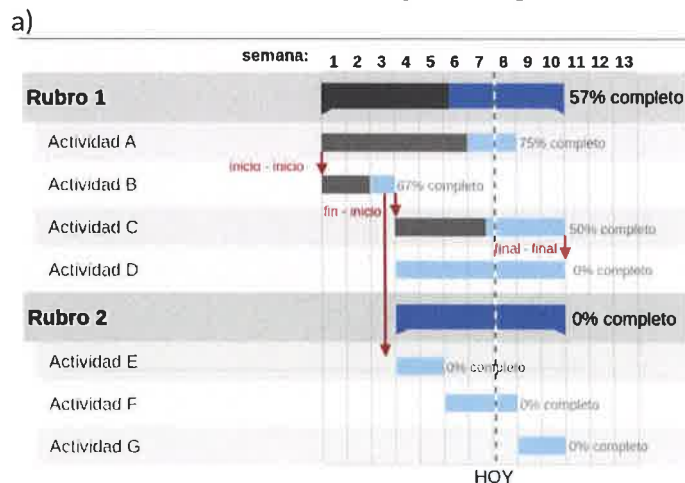 a)
semana: 1 2 3 4 5 6 7 8 9 10 11 12 13
Rubro 1 57% completo
Actividad A 75% completo
inicio - inicio
Actividad B 67% completo
fin - inicio
Actividad C 50% completo
final - final
Actividad D 0% completo
Rubro 2 0% completo
Actividad E 0% completo
Actividad F 0% completo
Actividad G 0% completo
HOY